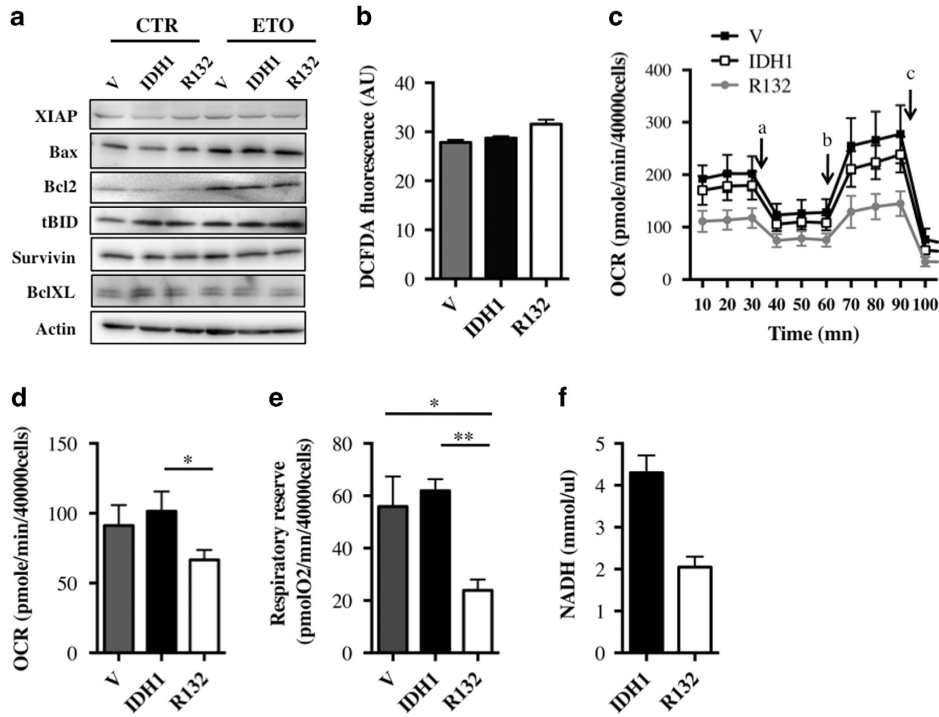 a
CTR ETO
V IDH1 R132 V IDH1 R132
XIAP
Bax
Bcl2
tBID
Survivin
BclXL
Actin
b
DCFDA fluorescence (AU)
40
30
20
10
0
V IDH1 R132
c
V
IDH1
R132
OCR (pmole/min/40000cells)
400
300
200
100
0
a b c
10 20 30 40 50 60 70 80 90 100
Time (mn)
d
OCR (pmole/min/40000cells)
150
100
50
0
*
V IDH1 R132
e
Respiratory reserve
(pmolO2/mn/40000cells)
80
60
40
20
0
*
**
V IDH1 R132
f
NADH (mmol/ul)
5
4
3
2
1
0
IDH1 R132